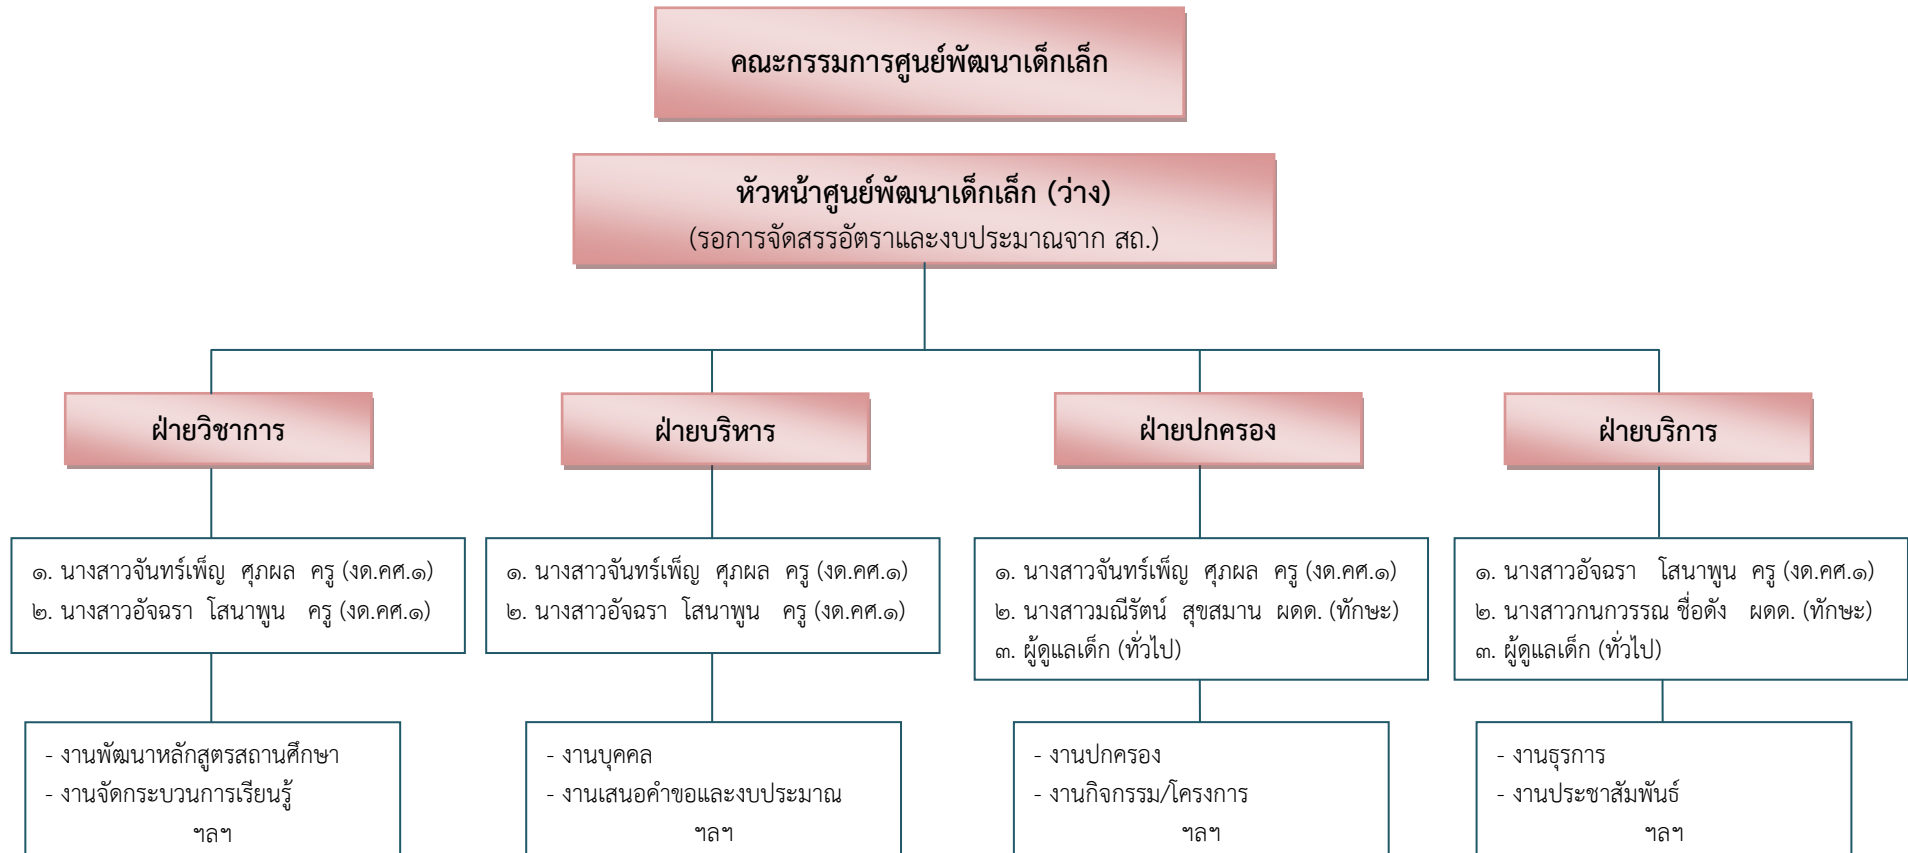 คณะกรรมการศูนย์พัฒนาเด็กเล็ก
หัวหน้าศูนย์พัฒนาเด็กเล็ก (ว่าง)
(รอการจัดสรรอัตราและงบประมาณจาก สถ.)
ฝ่ายวิชาการ
๑. นางสาวจันทร์เพ็ญ ศุภผล ครู (งด.คศ.๑)
๒. นางสาวอัจฉรา โสนาพูน ครู (งด.คศ.๑)
- งานพัฒนาหลักสูตรสถานศึกษา
- งานจัดกระบวนการเรียนรู้
ฯลฯ
ฝ่ายบริหาร
๑. นางสาวจันทร์เพ็ญ ศุภผล ครู (งด.คศ.๑)
๒. นางสาวอัจฉรา โสนาพูน ครู (งด.คศ.๑)
- งานบุคคล
- งานเสนอคำขอและงบประมาณ
ฯลฯ
ฝ่ายปกครอง
๑. นางสาวจันทร์เพ็ญ ศุภผล ครู (งด.คศ.๑)
๒. นางสาวมณีรัตน์ สุขสมาน ผดด. (ทักษะ)
๓. ผู้ดูแลเด็ก (ทั่วไป)
- งานปกครอง
- งานกิจกรรม/โครงการ
ฯลฯ
ฝ่ายบริการ
๑. นางสาวอัจฉรา โสนาพูน ครู (งด.คศ.๑)
๒. นางสาวกนกวรรณ ชื่อดัง ผดด. (ทักษะ)
๓. ผู้ดูแลเด็ก (ทั่วไป)
- งานธุรการ
- งานประชาสัมพันธ์
ฯลฯ